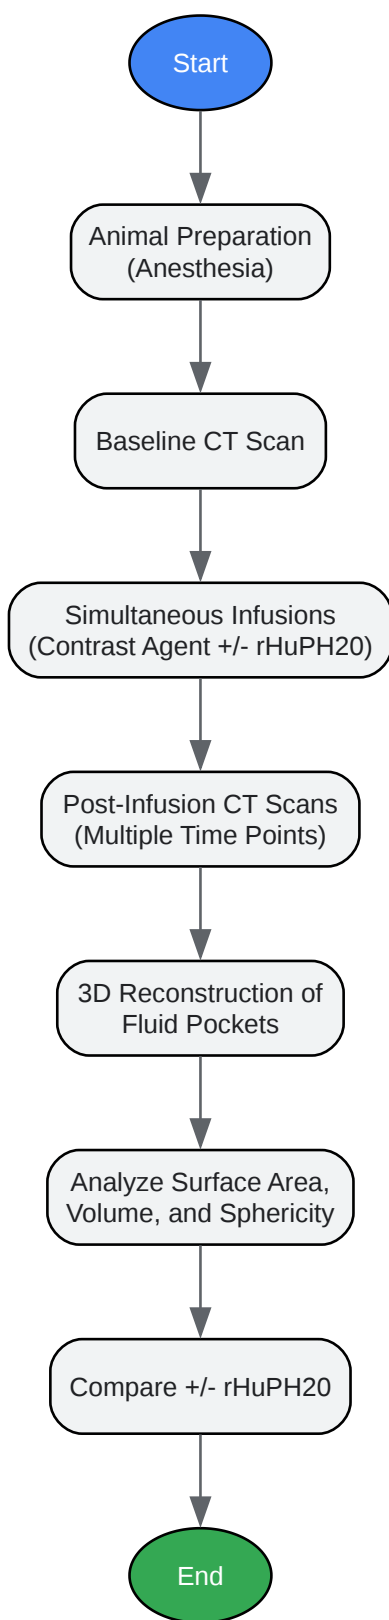 Start
Animal Preparation
(Anesthesia)
Baseline CT Scan
Simultaneous Infusions
(Contrast Agent +/- rHuPH20)
Post-Infusion CT Scans
(Multiple Time Points)
3D Reconstruction of
Fluid Pockets
Analyze Surface Area,
Volume, and Sphericity
Compare +/- rHuPH20
End